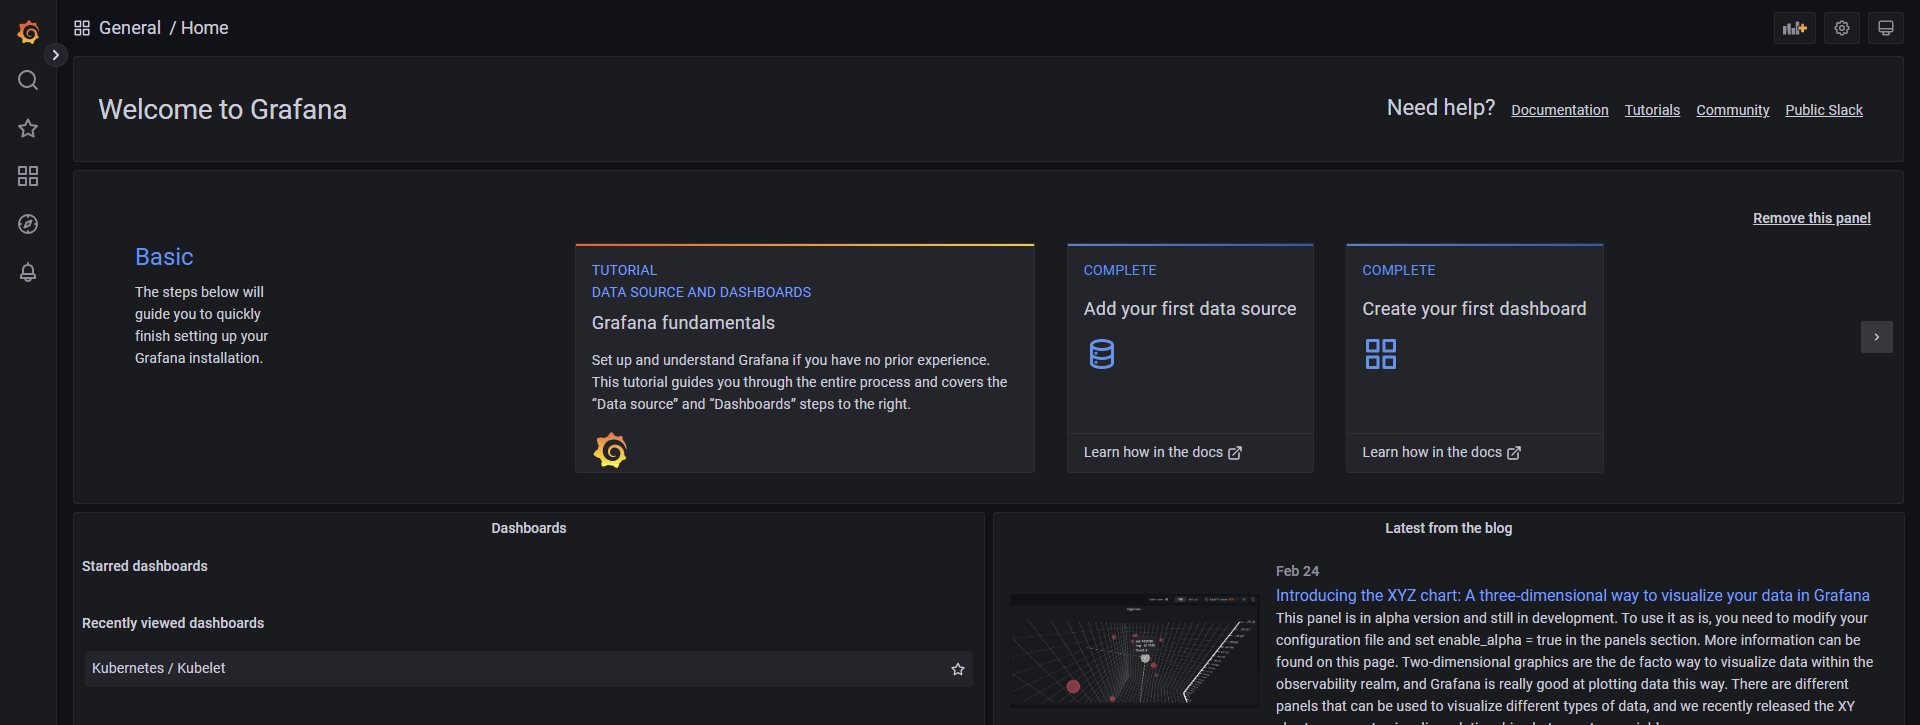 General / Home
Welcome to Grafana
Need help? Documentation Tutorials Community Public Slack
Remove this panel
Basic
The steps below will
guide you to quickly
finish setting up your
Grafana installation.
TUTORIAL
DATA SOURCE AND DASHBOARDS
Grafana fundamentals
Set up and understand Grafana if you have no prior experience.
This tutorial guides you through the entire process and covers the
“Data source” and “Dashboards” steps to the right.
COMPLETE
Add your first data source
Learn how in the docs
COMPLETE
Create your first dashboard
Learn how in the docs
Dashboards
Starred dashboards
Recently viewed dashboards
Kubernetes / Kubelet
Latest from the blog
Feb 24
Introducing the XYZ chart: A three-dimensional way to visualize your data in Grafana
This panel is in alpha version and still in development. To use it as is, you need to modify your
configuration file and set enable_alpha = true in the panels section. More information can be
found on this page. Two-dimensional graphics are the de facto way to visualize data within the
observability realm, and Grafana is really good at plotting data this way. There are different
panels that can be used to visualize different types of data, and we recently released the XY